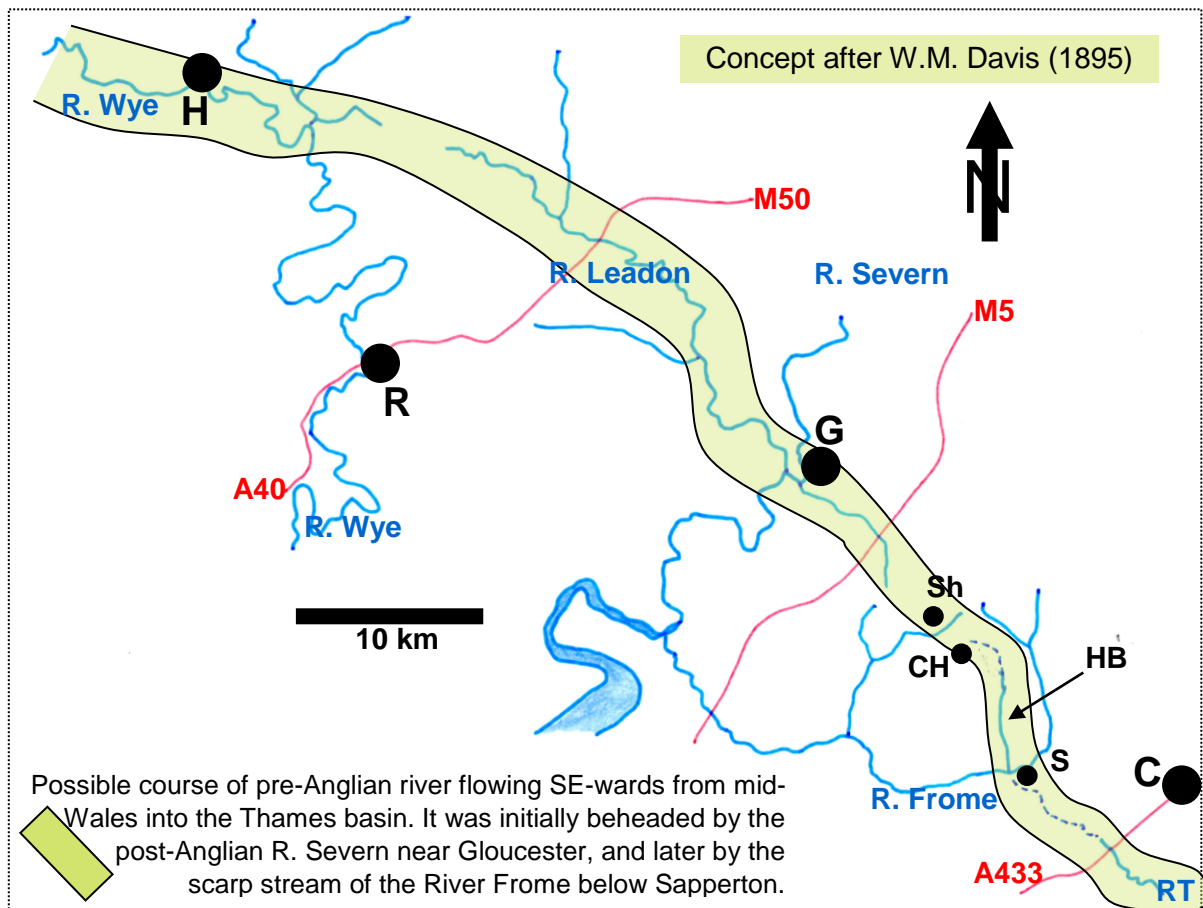 Concept after W.M. Davis (1895)
R. Wye
H
N
M50
R. Leadon
R. Severn
M5
R
G
A40
R. Wye
10 km
Sh
CH
HB
S
C
R. Frome
A433
RT
Possible course of pre-Anglian river flowing SE-wards from mid-
Wales into the Thames basin. It was initially beheaded by the
post-Anglian R. Severn near Gloucester, and later by the
scarp stream of the River Frome below Sapperton.